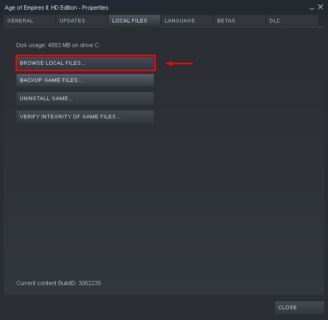 Age of Empires II: HD Edition - Properties
GENERAL UPDATES LOCAL FILES LANGUAGE BETAS DLC
Disk usage: 4883 MB on drive C:
BROWSE LOCAL FILES...
BACKUP GAME FILES...
UNINSTALL GAME...
VERIFY INTEGRITY OF GAME FILES...
Current content BuildID: 3062235
CLOSE